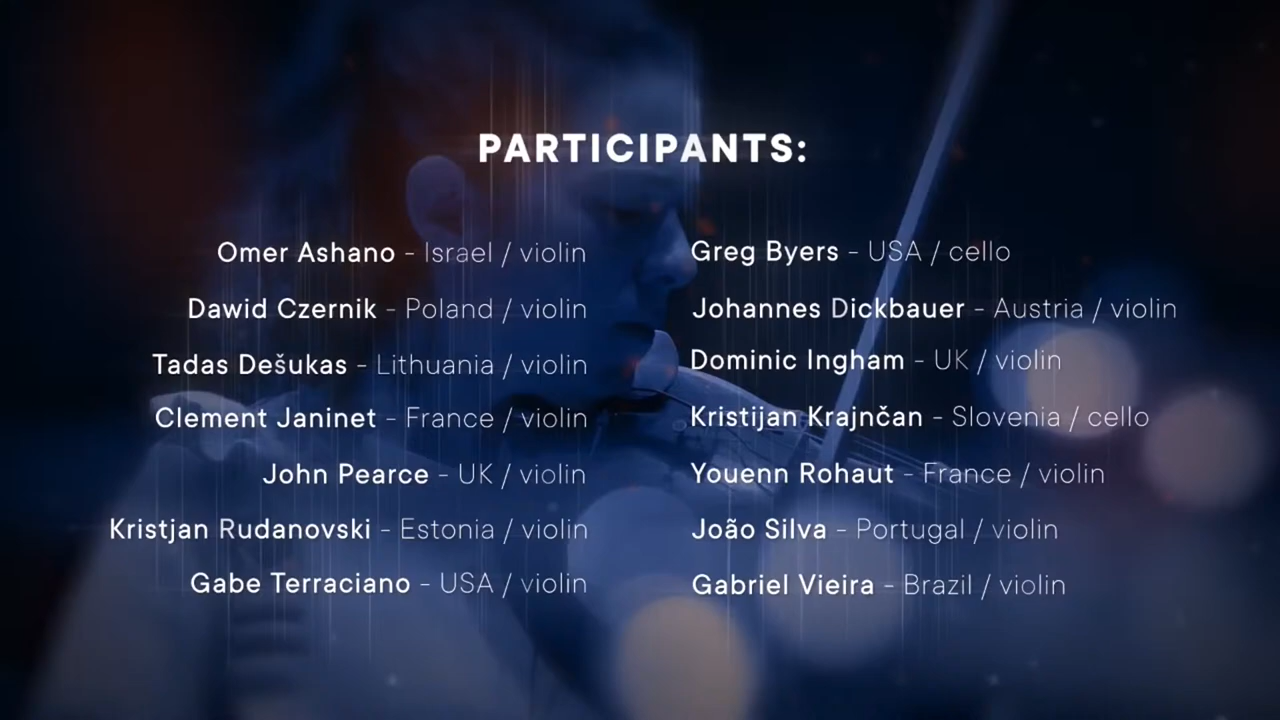 PARTICIPANTS:
Omer Ashano - Israel / violin
Dawid Czernik - Poland / violin
Tadas Dešukas - Lithuania / violin
Clement Janinet - France / violin
John Pearce - UK / violin
Kristjan Rudanovski - Estonia / violin
Gabe Terraciano - USA / violin
Greg Byers - USA / cello
Johannes Dickbauer - Austria / violin
Dominic Ingham - UK / violin
Kristijan Krajnčan - Slovenia / cello
Youenn Rohaut - France / violin
João Silva - Portugal / violin
Gabriel Vieira - Brazil / violin